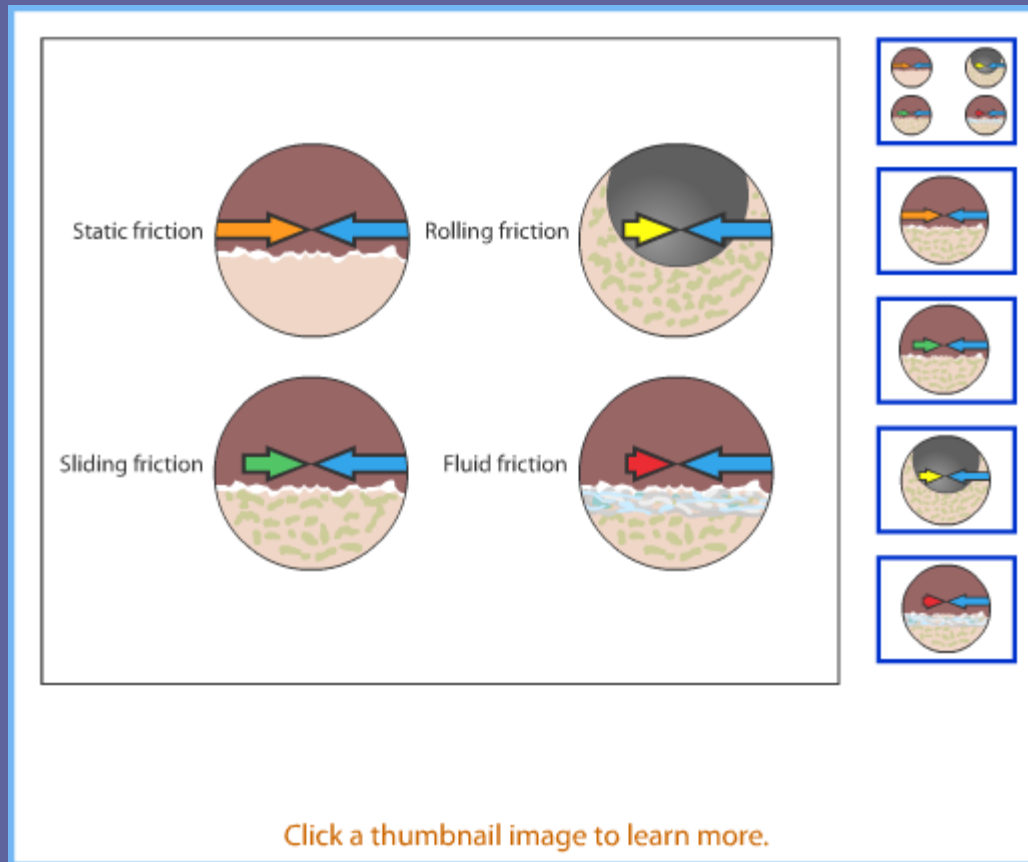 Static friction
Rolling friction
Sliding friction
Fluid friction
Click a thumbnail image to learn more.